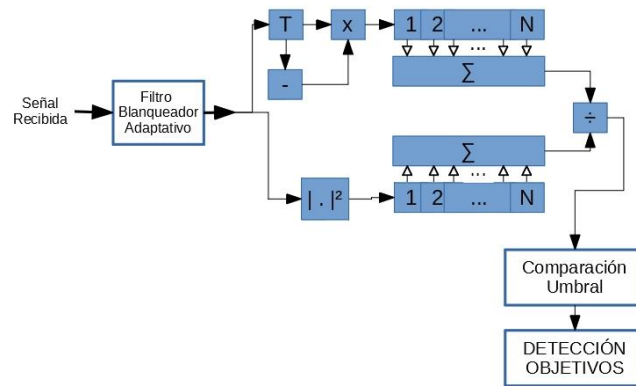 T x 1 2 ... N
...
- ∑
Señal
Recibida
Filtro
Blanqueador
Adaptativo
÷
∑
...
| . |² 1 2 ... N
Comparación
Umbral
DETECCIÓN
OBJETIVOS